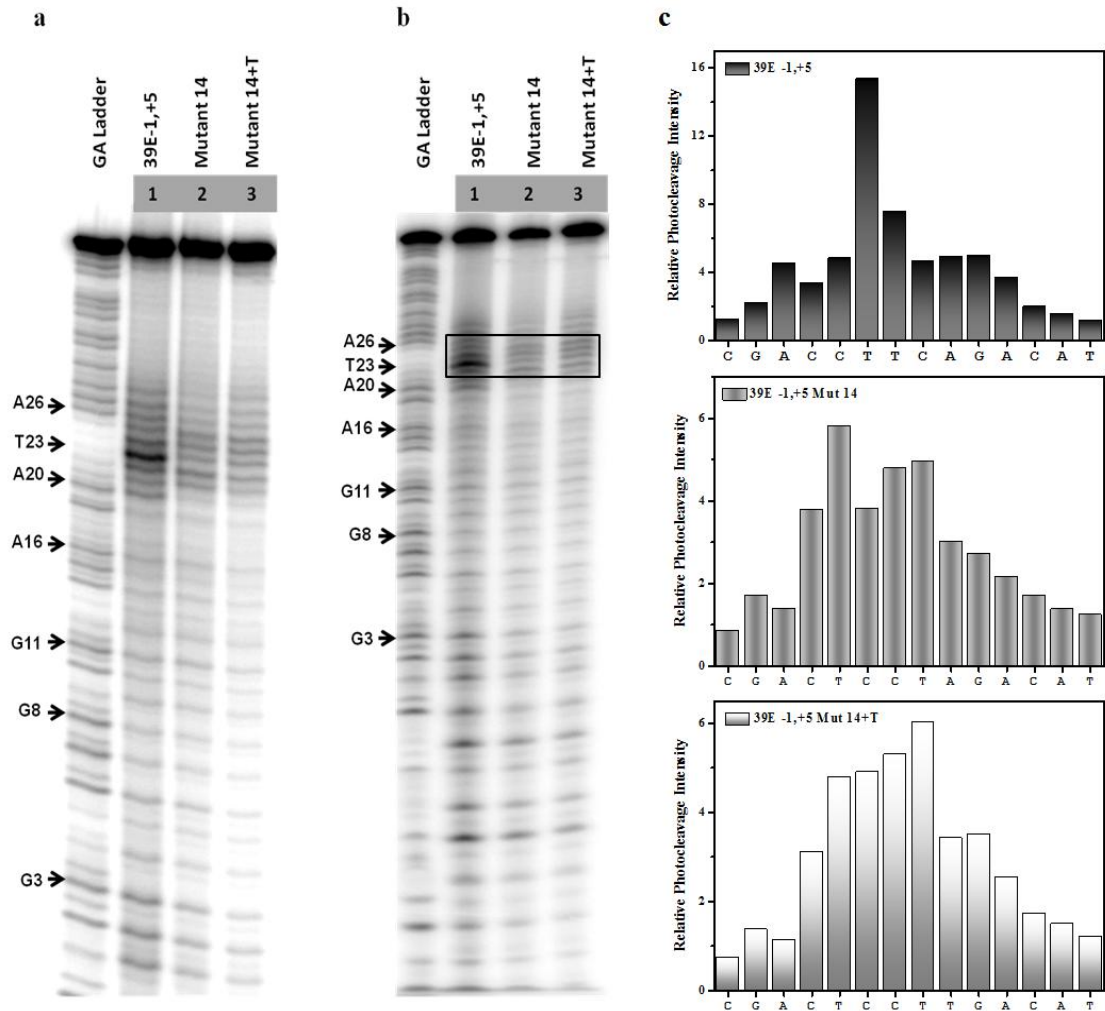 a
GA Ladder
39E-1,+5
Mutant 14
Mutant 14+T
1 2 3
A26
T23
A20
A16
G11
G8
G3
b
GA Ladder
39E-1,+5
Mutant 14
Mutant 14+T
1 2 3
A26
T23
A20
A16
G11
G8
G3
c
39E -1,+5
Relative Photocleavage Intensity
16
12
8
4
0
C G A C C T T C A G A C A T
39E -1,+5 Mut 14
Relative Photocleavage Intensity
6
4
2
0
C G A C T C C T A G A C A T
39E -1,+5 Mut 14+T
Relative Photocleavage Intensity
6
4
2
0
C G A C T C C T T G A C A T